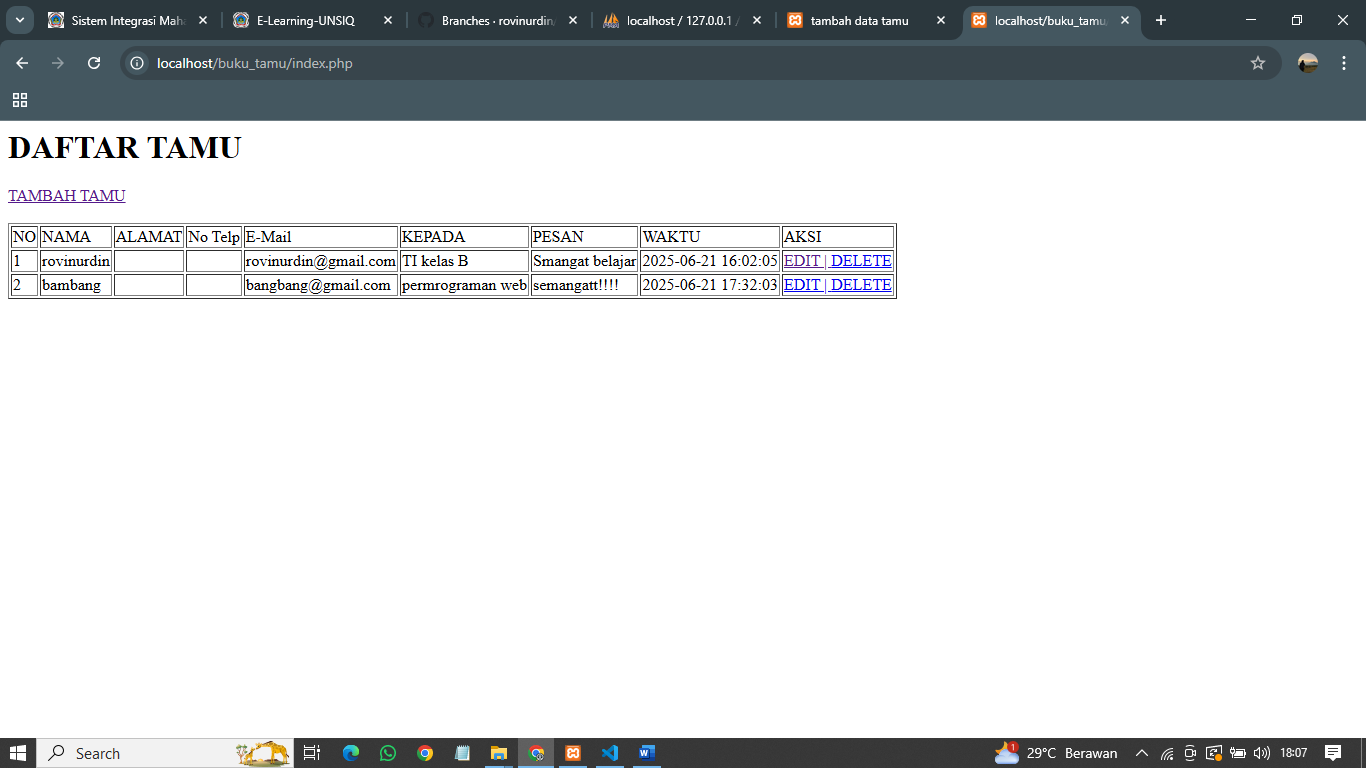 Sistem Integrasi Maha
E-Learning-UNSIQ
Branches · rovinurdin/
localhost / 127.0.0.1 /
tambah data tamu
localhost/buku_tamu/
localhost/buku_tamu/index.php
DAFTAR TAMU
TAMBAH TAMU
NO NAMA ALAMAT No Telp E-Mail KEPADA PESAN WAKTU AKSI
1 rovinurdin rovinurdin@gmail.com TI kelas B Smangat belajar 2025-06-21 16:02:05 EDIT | DELETE
2 bambang bangbang@gmail.com permrograman web semangatt!!!! 2025-06-21 17:32:03 EDIT | DELETE
Search
1 29°C Berawan 18:07